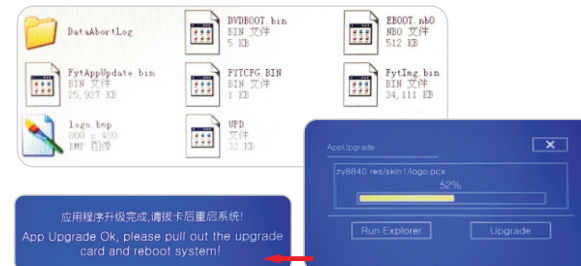 DataAbortLog
DVDBOOT.bin
BIN 文件
5 KB
EBOOT.nb0
NB0 文件
512 KB
FytAppUpdate.bin
BIN 文件
25,927 KB
FYTCFG.BIN
BIN 文件
1 KB
FytImg.bin
BIN 文件
34,111 KB
logo.bmp
800 x 480
BMP 图像
UPD
文件
32 KB
AppUpgrade
X
zy8840 res/skin1/logo.pcx
52%
Run Explorer
Upgrade
应用程序升级完成,请拔卡后重启系统!
App Upgrade Ok, please pull out the upgrade
card and reboot system!